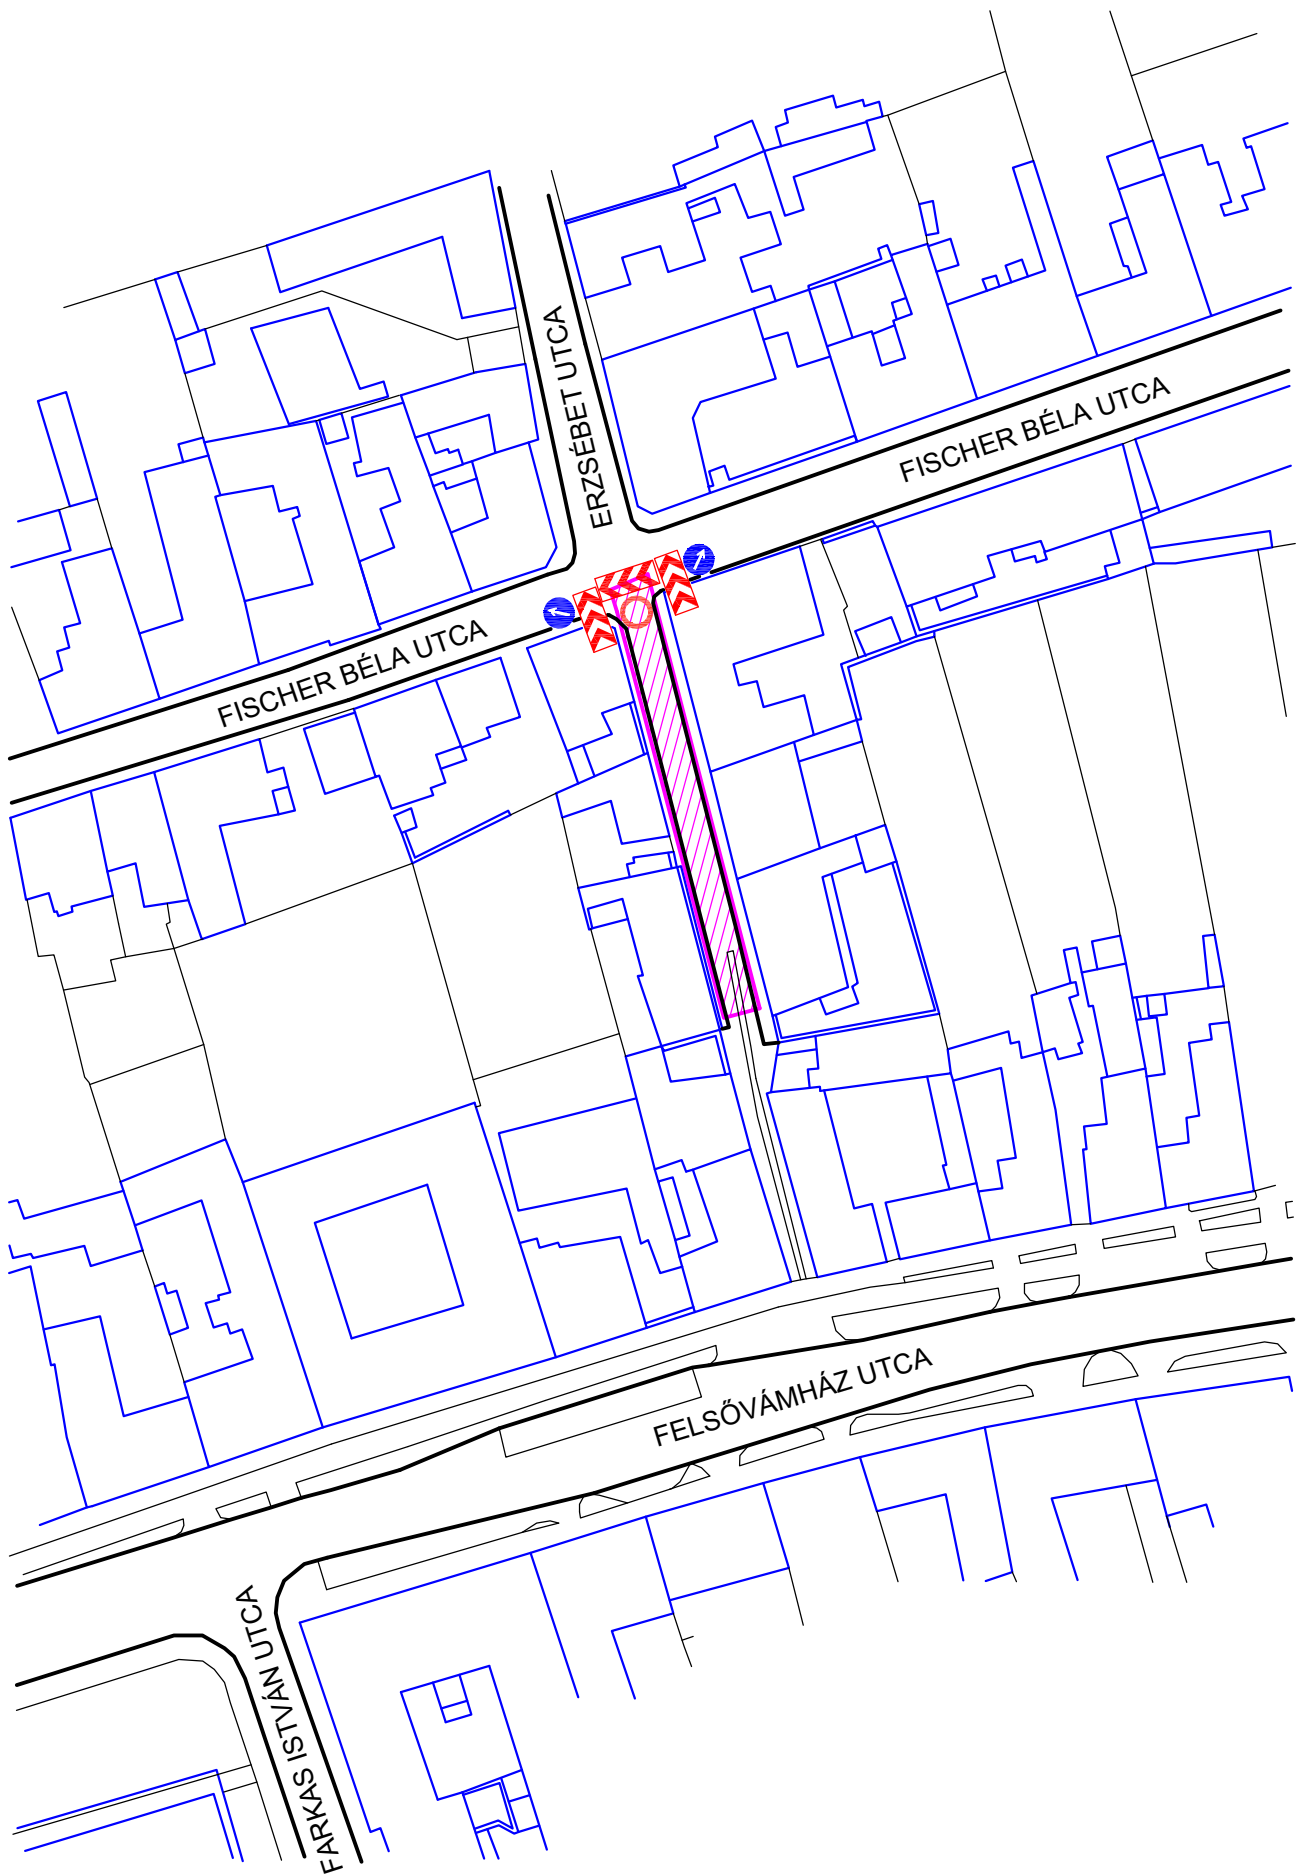 ERZSÉBET UTCA
FISCHER BÉLA UTCA
FISCHER BÉLA UTCA
FELSŐVÁMHÁZ UTCA
FARKAS ISTVÁN UTCA